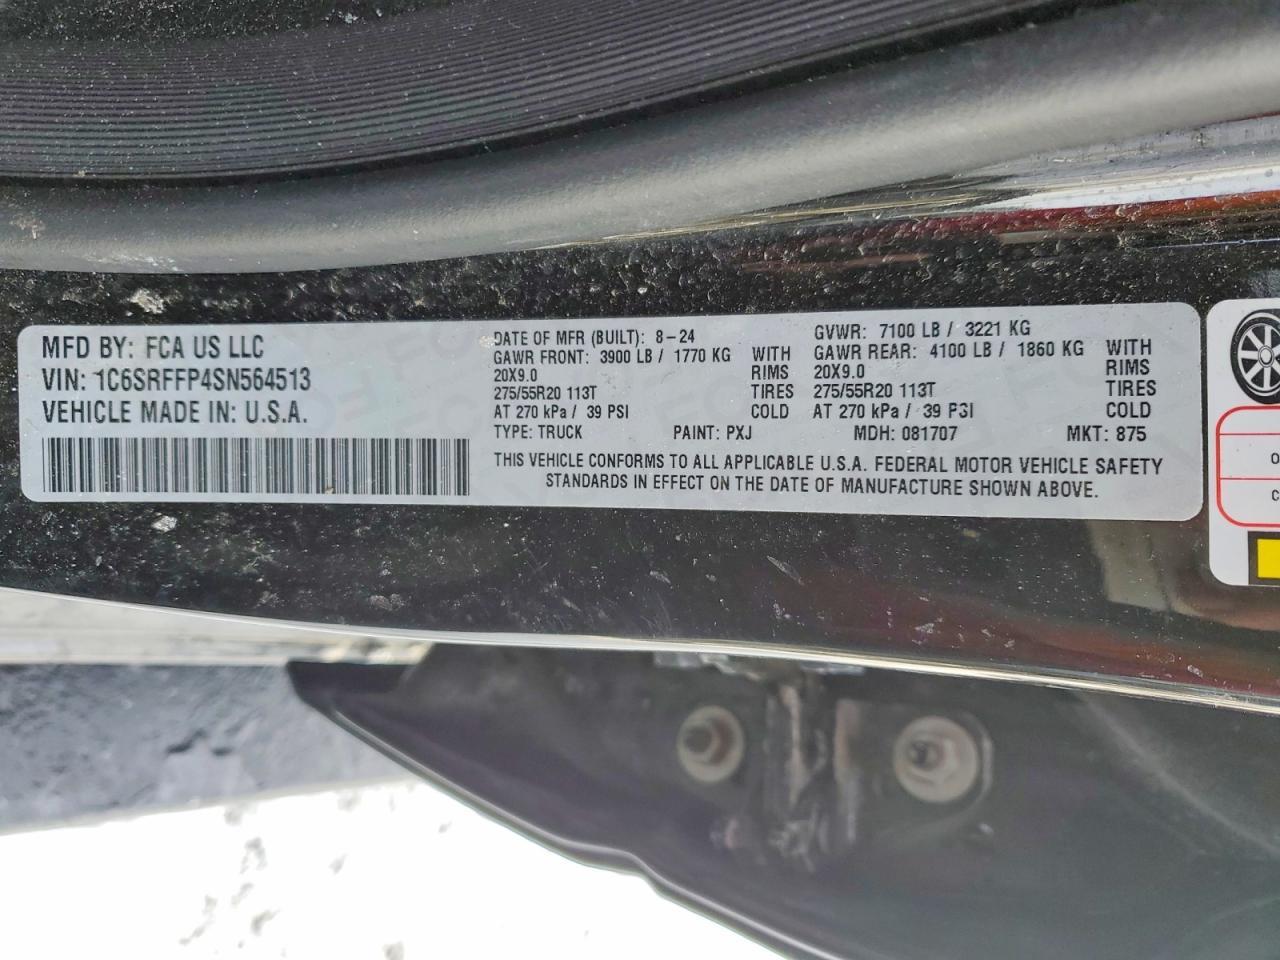 MFD BY: FCA US LLC
VIN: 1C6SRFFP4SN564513
VEHICLE MADE IN: U.S.A.
DATE OF MFR (BUILT): 8-24
GAWR FRONT: 3900 LB / 1770 KG WITH
20X9.0 RIMS
275/55R20 113T TIRES
AT 270 kPa / 39 PSI COLD
GVWR: 7100 LB / 3221 KG
GAWR REAR: 4100 LB / 1860 KG WITH
20X9.0 RIMS
275/55R20 113T TIRES
AT 270 kPa / 39 PSI COLD
TYPE: TRUCK PAINT: PXJ MDH: 081707 MKT: 875
THIS VEHICLE CONFORMS TO ALL APPLICABLE U.S.A. FEDERAL MOTOR VEHICLE SAFETY
STANDARDS IN EFFECT ON THE DATE OF MANUFACTURE SHOWN ABOVE.